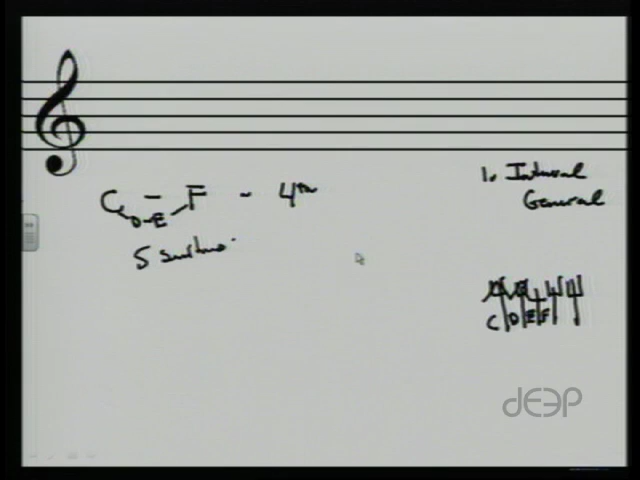 C - F - 4th
D-E
5 semitones
1. Interval
General
C D E F
dEEP